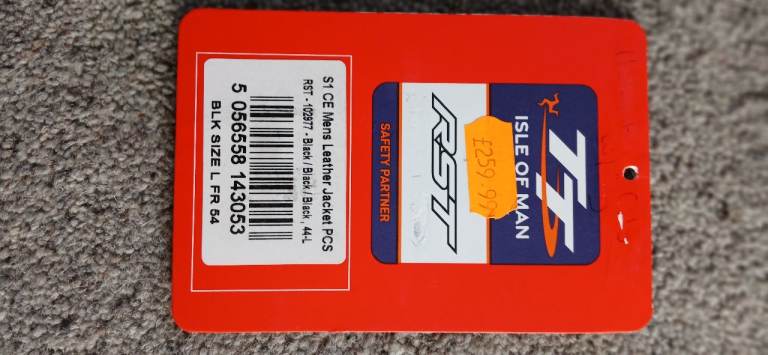 TT
ISLE OF MAN
£259.99
RST
SAFETY PARTNER
S1 CE Mens Leather Jacket PCS
RST - 102977 - Black / Black / Black , 44-L
5 056558 143053
BLK SIZE L FR 54